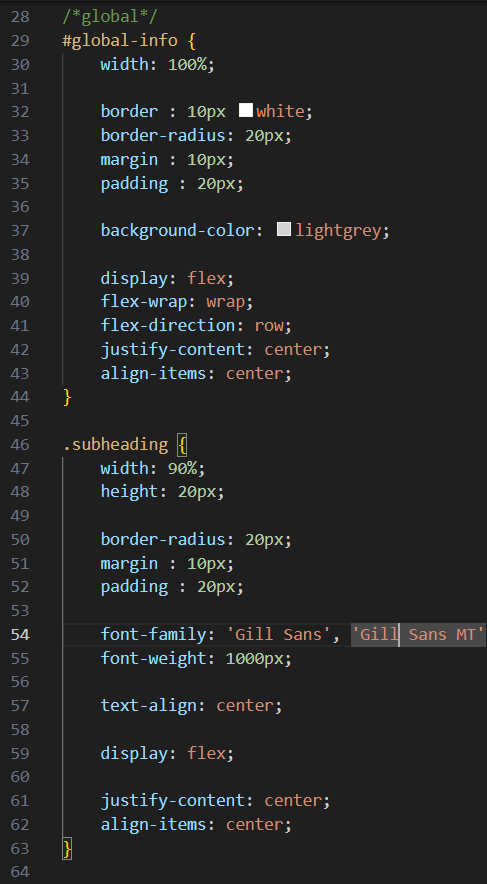 28 /*global*/
29 #global-info {
30 width: 100%;
31
32 border : 10px white;
33 border-radius: 20px;
34 margin : 10px;
35 padding : 20px;
36
37 background-color: lightgrey;
38
39 display: flex;
40 flex-wrap: wrap;
41 flex-direction: row;
42 justify-content: center;
43 align-items: center;
44 }
45
46 .subheading {
47 width: 90%;
48 height: 20px;
49
50 border-radius: 20px;
51 margin : 10px;
52 padding : 20px;
53
54 font-family: 'Gill Sans', 'Gill Sans MT'
55 font-weight: 1000px;
56
57 text-align: center;
58
59 display: flex;
60
61 justify-content: center;
62 align-items: center;
63 }
64